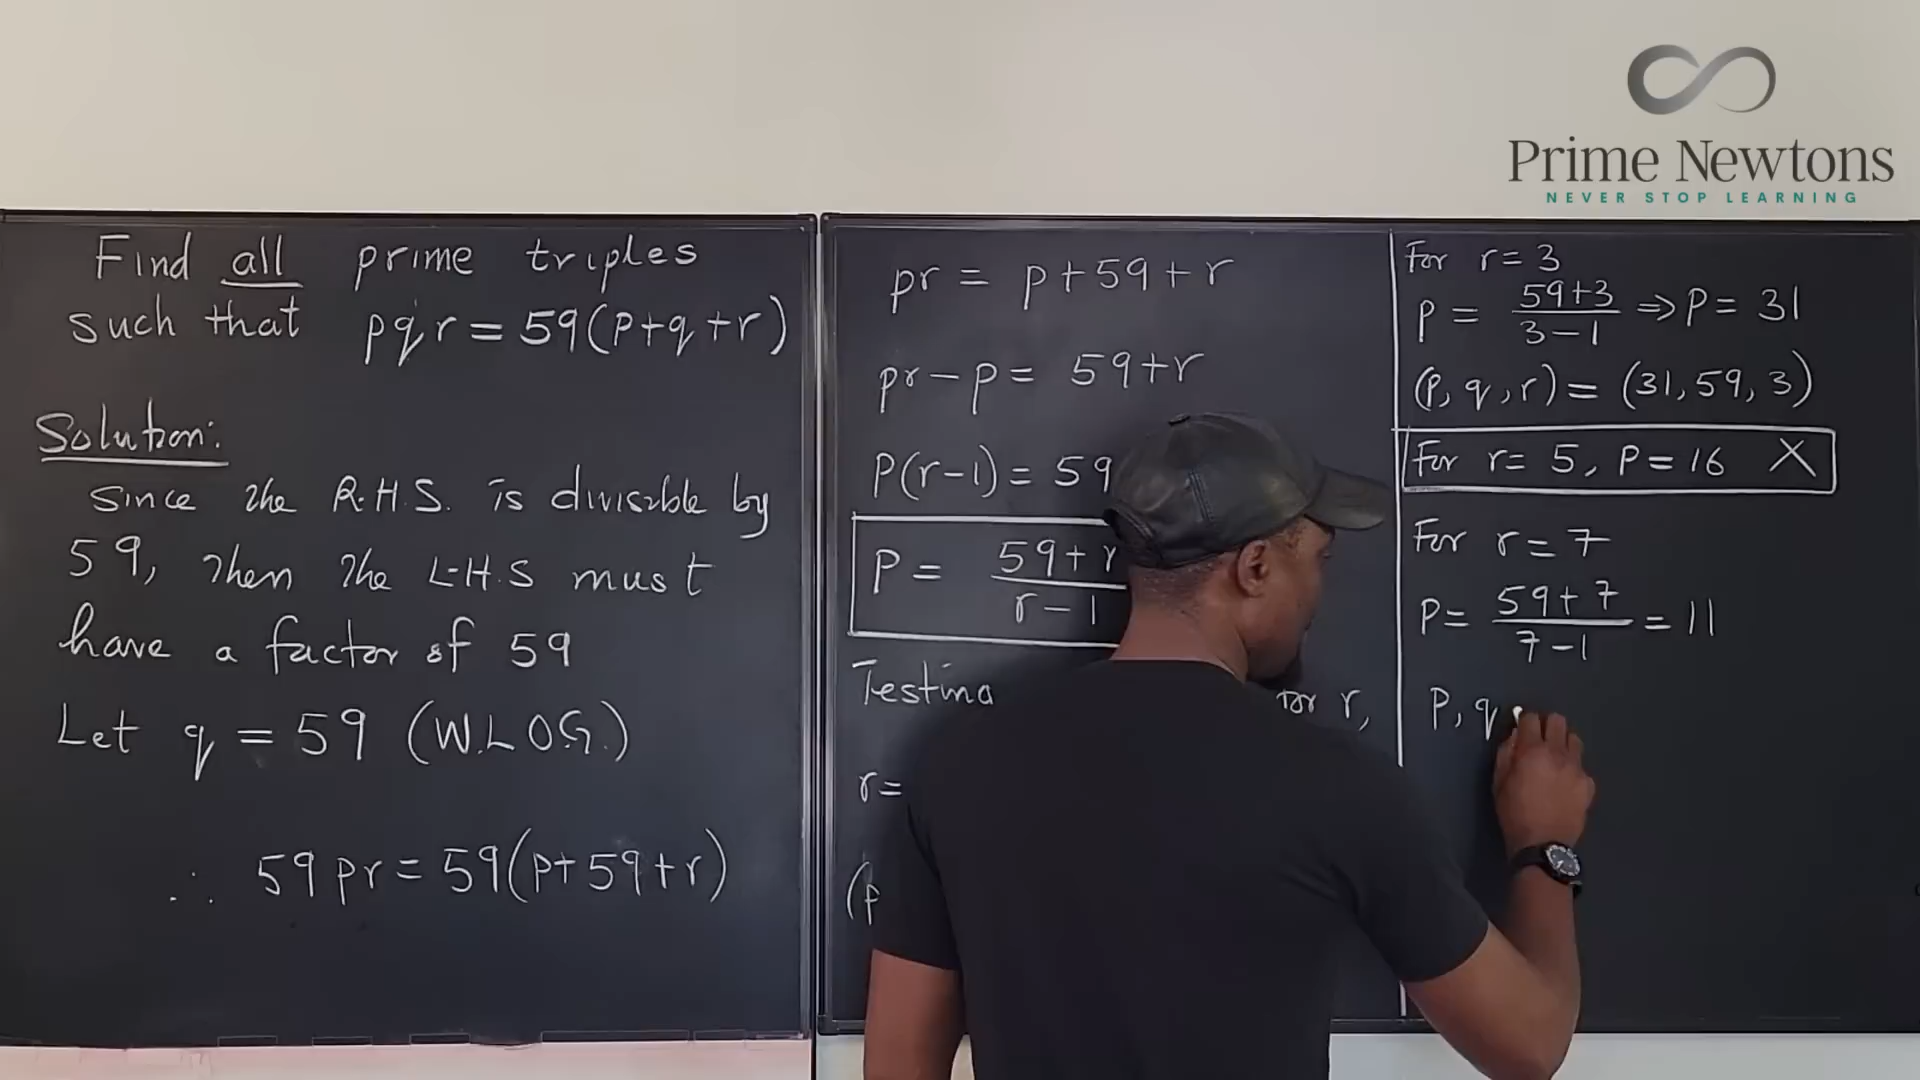 Prime Newtons
NEVER STOP LEARNING
Find all prime triples
such that pqr = 59(p+q+r)
Solution:
Since the R.H.S. is divisible by
59, then the L.H.S must
have a factor of 59
Let q = 59 (W.L.O.G.)
∴ 59pr = 59(p+59+r)
pr = p+59+r
pr - p = 59+r
P(r-1) = 59
P = (59+r)/(r-1)
Testing for r,
r=
(p
For r = 3
P = (59+3)/(3-1) ⇒ P = 31
(p, q, r) = (31, 59, 3)
For r = 5, P = 16 X
For r = 7
P = (59+7)/(7-1) = 11
P, q